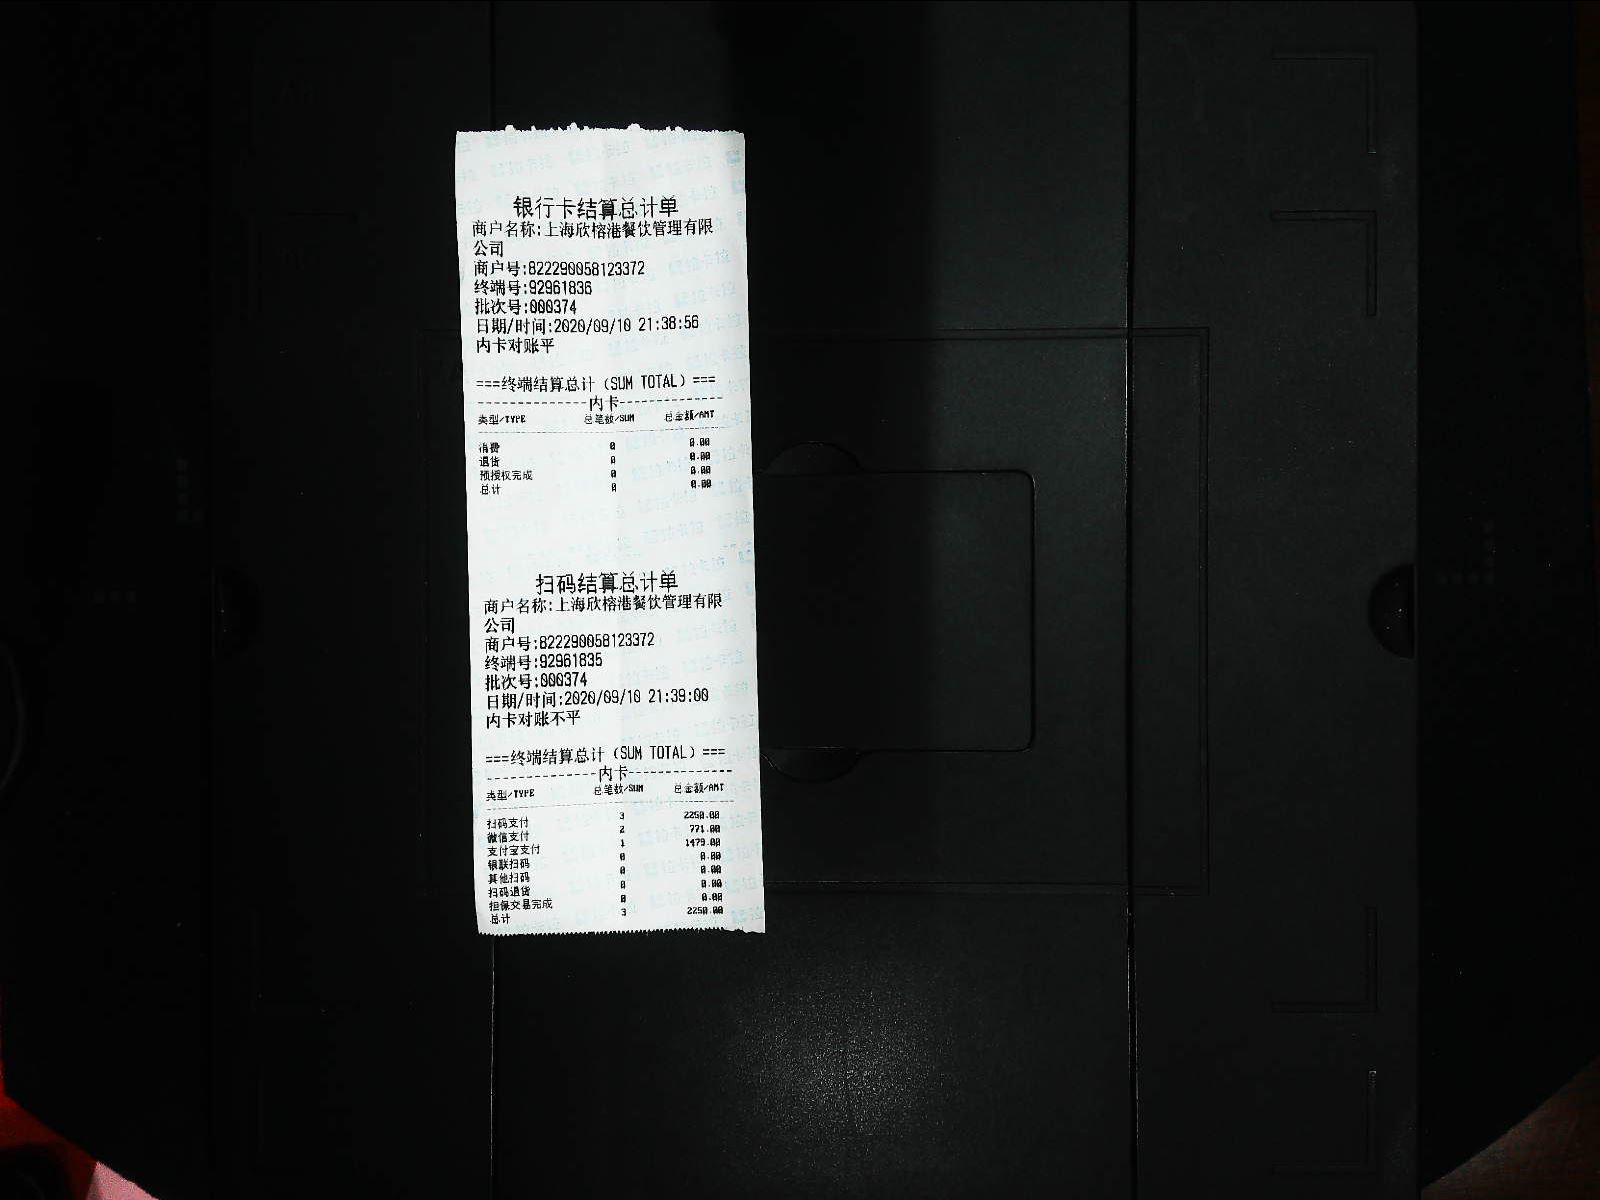 银行卡结算总计单
商户名称:上海欣榕港餐饮管理有限
公司
商户号:822290058123372
终端号:92961836
批次号:000374
日期/时间:2020/09/10 21:38:56
内卡对账平
===终端结算总计（SUM TOTAL）===
--------------内卡-------------
类型/TYPE 总笔数/SUM 总金额/AMT
消费 0 0.00
退货 0 0.00
预授权完成 0 0.00
总计 0 0.00
扫码结算总计单
商户名称:上海欣榕港餐饮管理有限
公司
商户号:822290058123372
终端号:92961835
批次号:000374
日期/时间:2020/09/10 21:39:00
内卡对账不平
===终端结算总计（SUM TOTAL）===
--------------内卡-------------
类型/TYPE 总笔数/SUM 总金额/AMT
扫码支付 3 2250.00
微信支付 2 771.00
支付宝支付 1 1479.00
银联扫码 0 0.00
其他扫码 0 0.00
扫码退货 0 0.00
担保交易完成 0 0.00
总计 3 2250.00